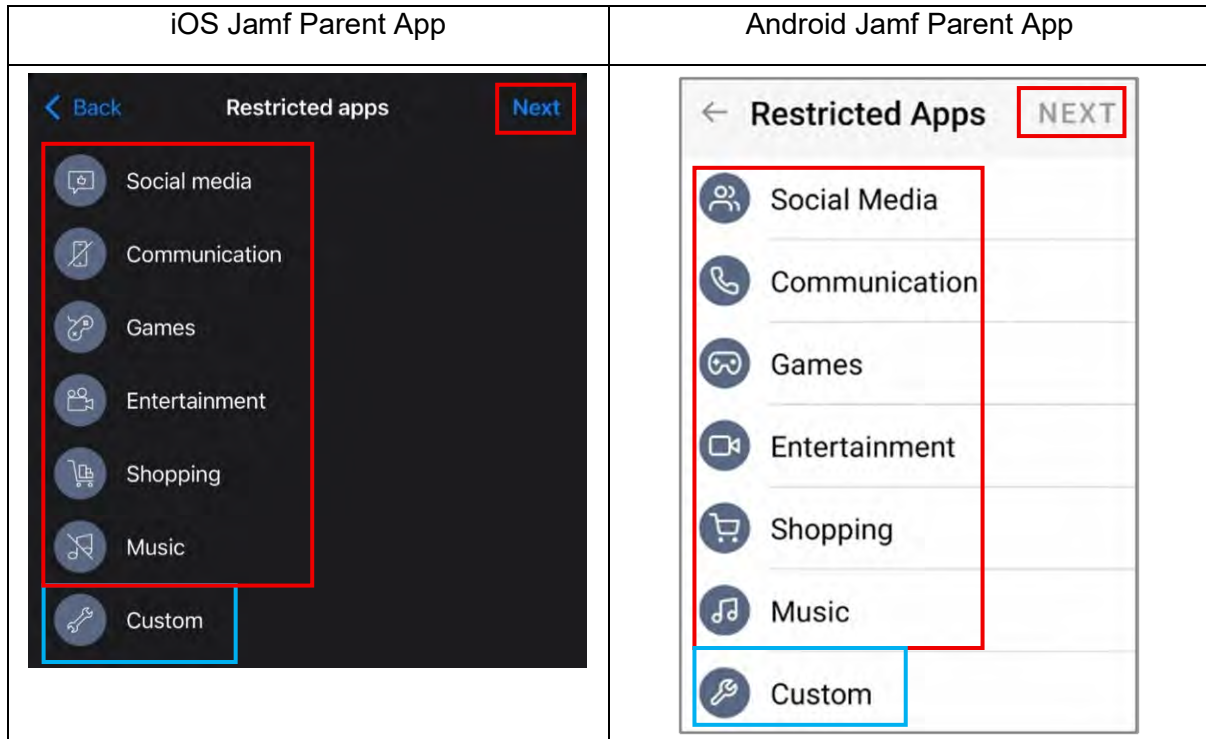 iOS Jamf Parent App
Android Jamf Parent App
Back
Restricted apps
Next
Social media
Communication
Games
Entertainment
Shopping
Music
Custom
Restricted Apps
NEXT
Social Media
Communication
Games
Entertainment
Shopping
Music
Custom